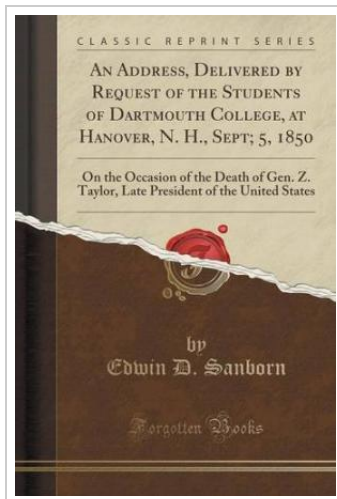 CLASSIC REPRINT SERIES
AN ADDRESS, DELIVERED BY
REQUEST OF THE STUDENTS
OF DARTMOUTH COLLEGE, AT
HANOVER, N. H., SEPT; 5, 1850
On the Occasion of the Death of Gen. Z.
Taylor, Late President of the United States
by
Edwin D. Sanborn
Forgotten Books